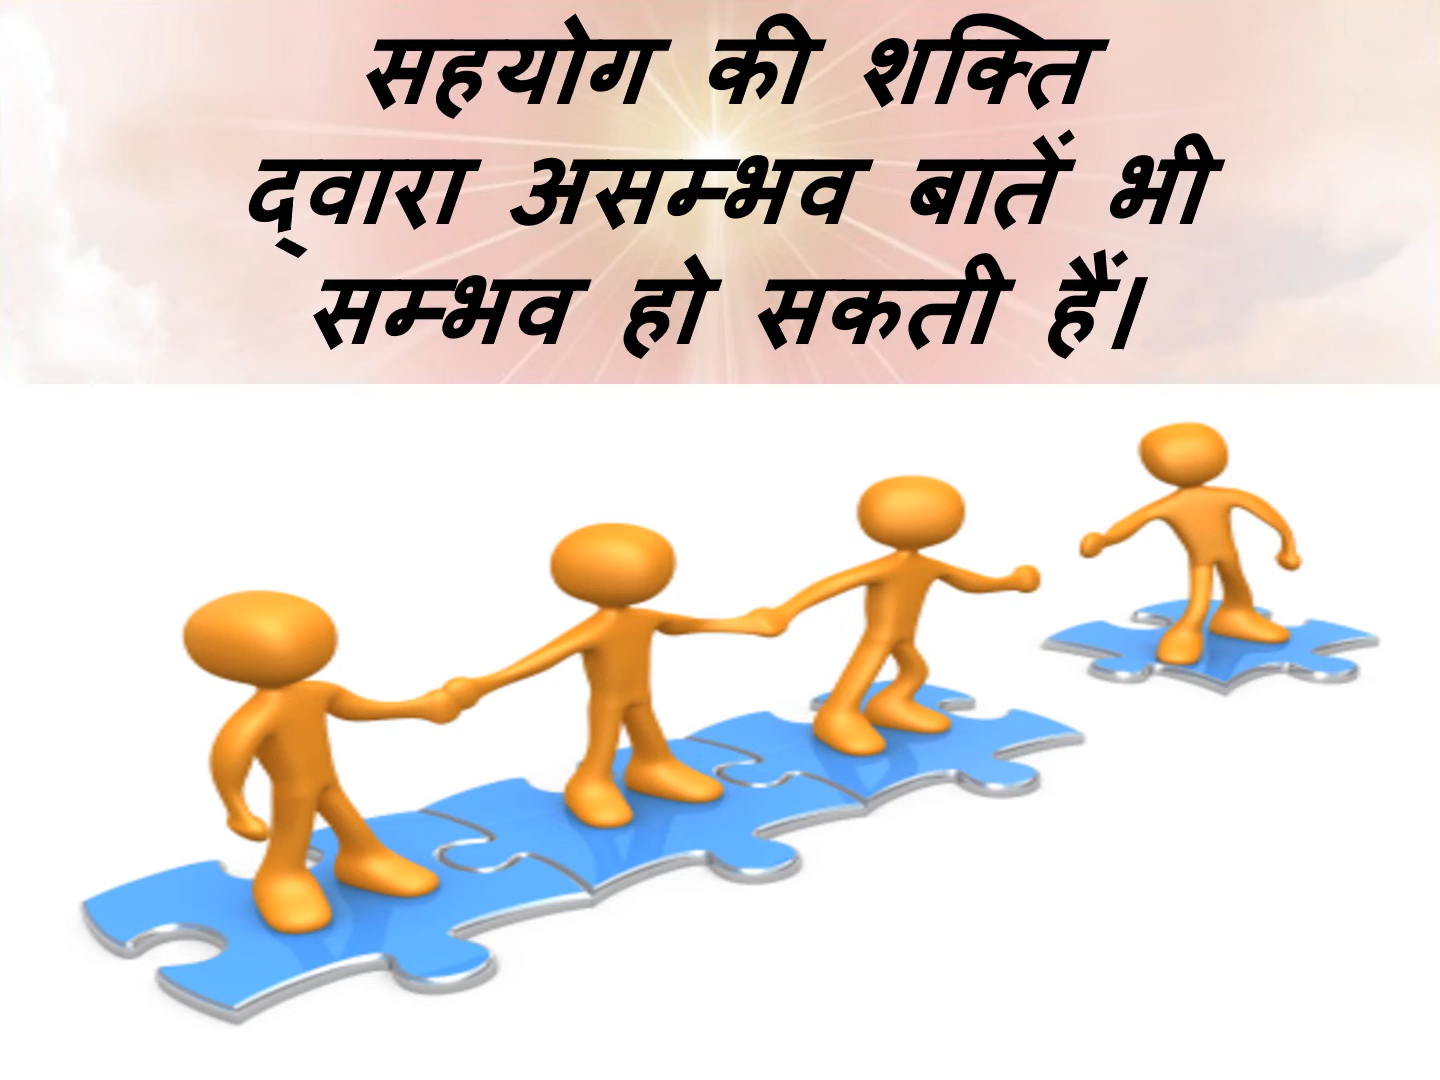 सहयोग की शक्ति
द्वारा असम्भव बातें भी
सम्भव हो सकती हैं।